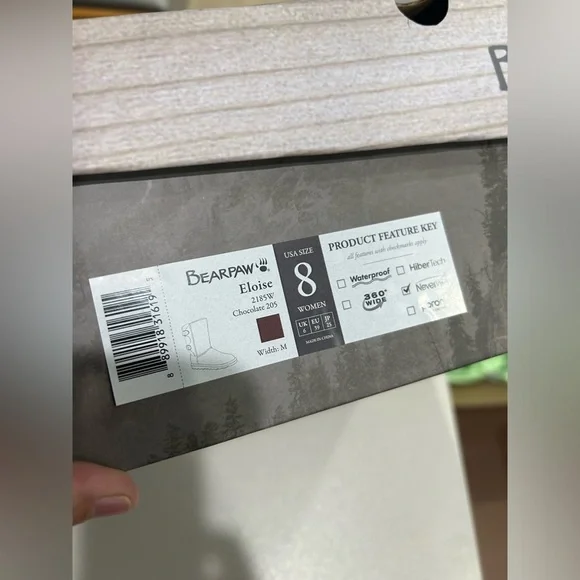 BEARPAW
Eloise
2185W
Chocolate 205
Width: M
USA SIZE
8
WOMEN
UK EU JP
6 39 25
MADE IN CHINA
PRODUCT FEATURE KEY
all features with checkmarks apply
Waterproof
HiberTech
360°
WIDE